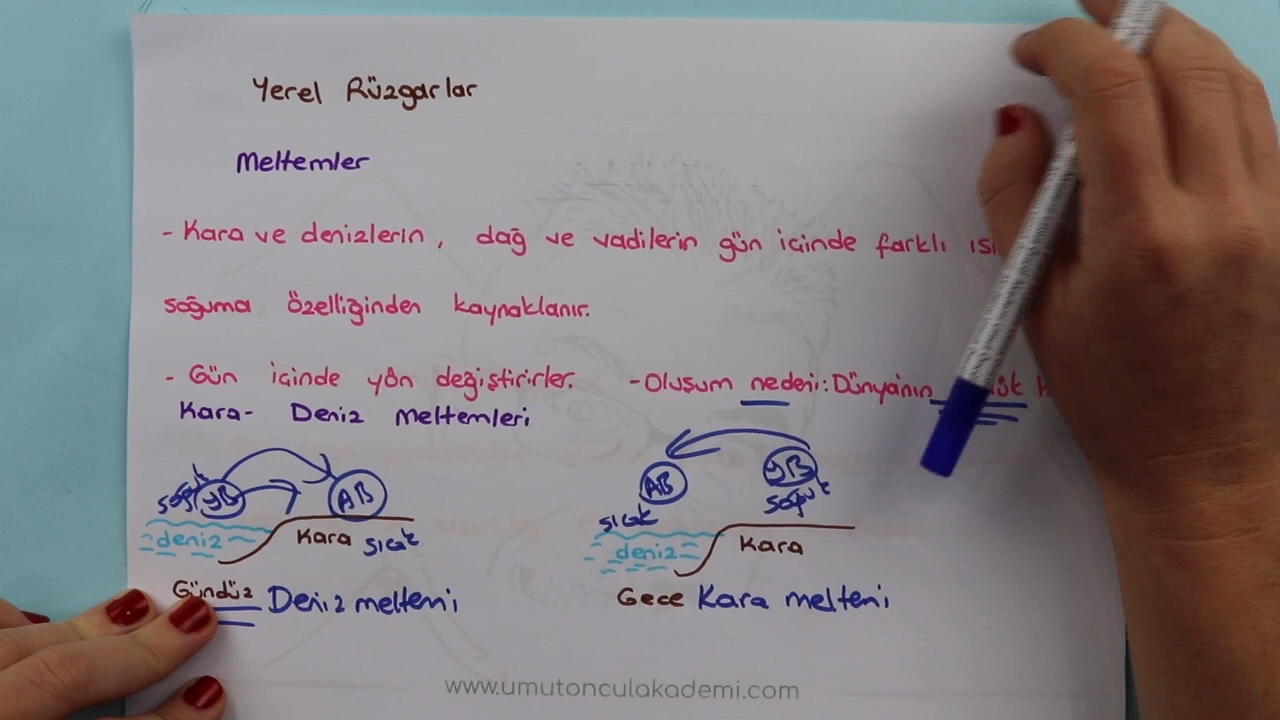 Yerel Rüzgarlar
Meltemler
- Kara ve denizlerin, dağ ve vadilerin gün içinde farklı
soğuma özelliğinden kaynaklanır.
- Gün içinde yön değiştirirler. - Oluşum nedeni: Dünyanın
Kara- Deniz Meltemleri
soğuk YB AB
deniz Kara sıcak
Gündüz Deniz meltemi
AB YB
sıcak soğuk
deniz Kara
Gece Kara meltemi
www.umutonculakademi.com